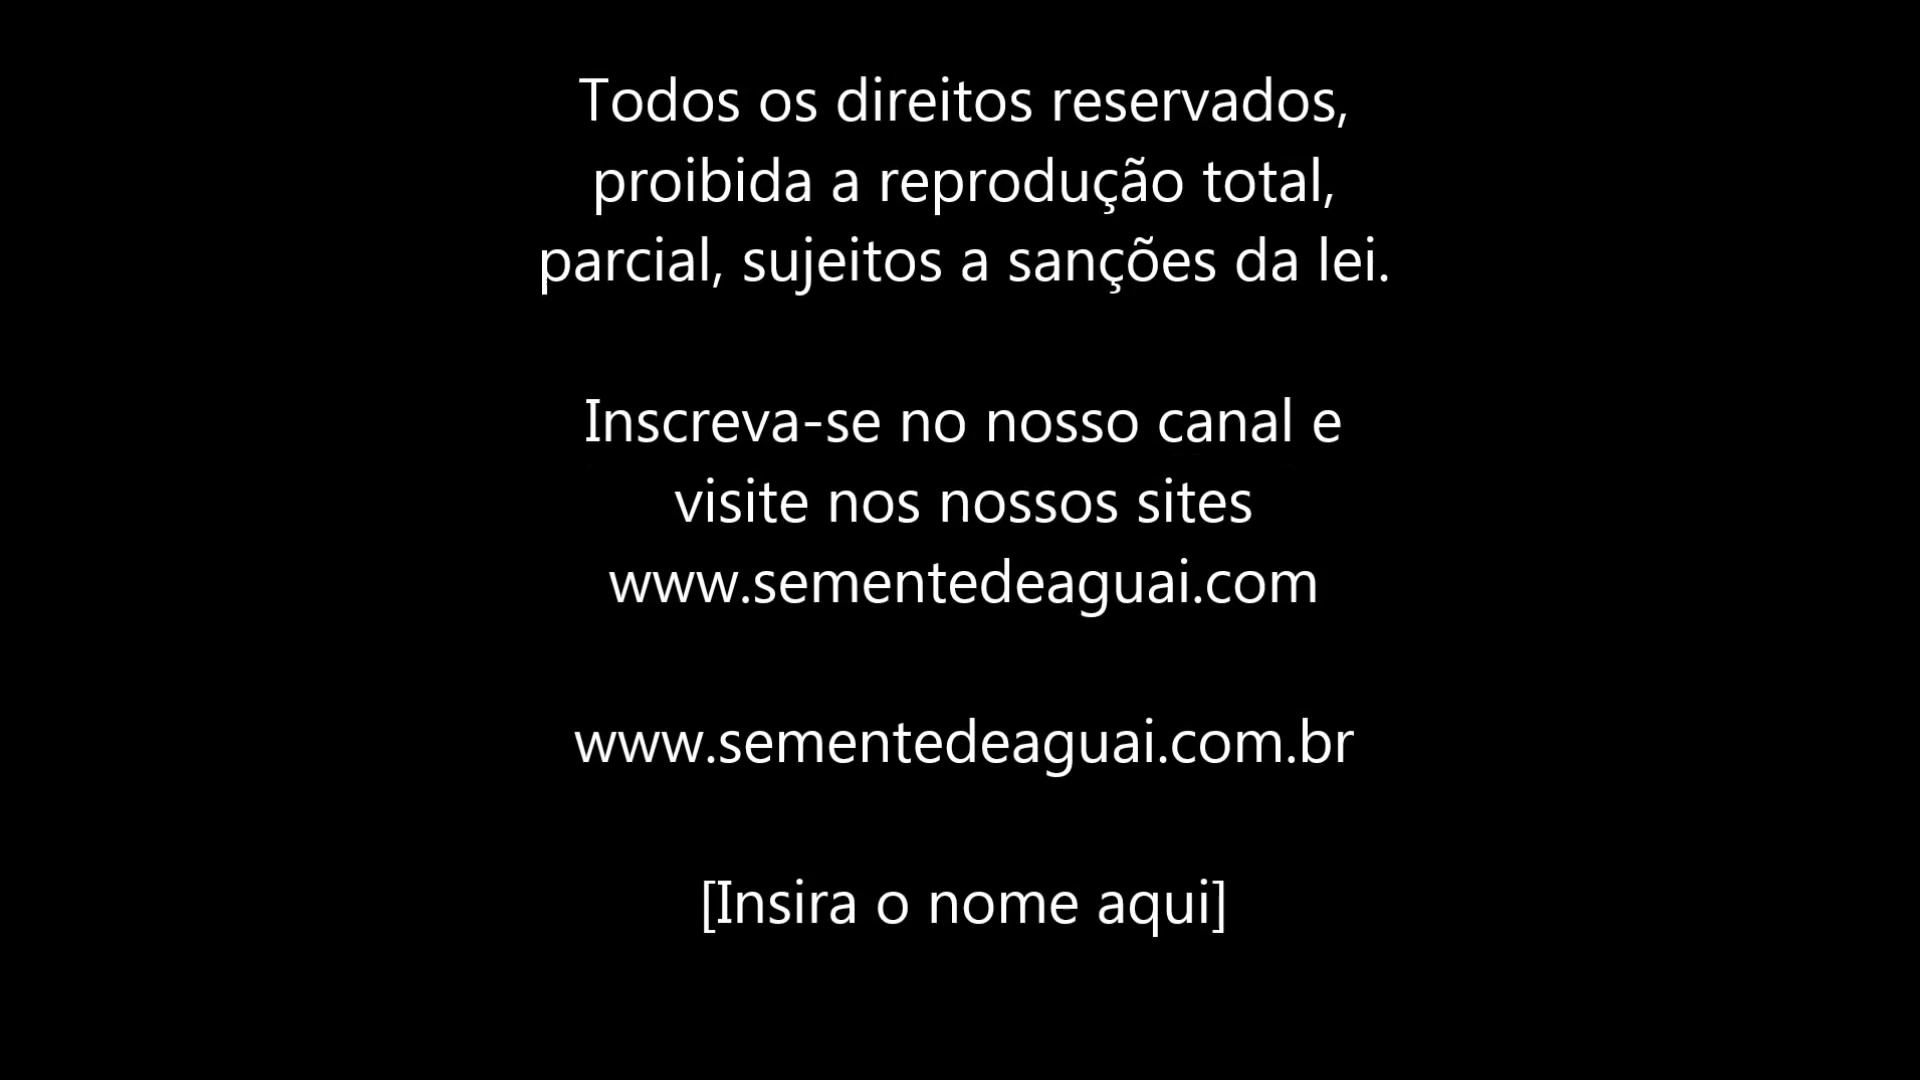 Todos os direitos reservados,
proibida a reprodução total,
parcial, sujeitos a sanções da lei.
Inscreva-se no nosso canal e
visite nos nossos sites
www.sementedeaguai.com
www.sementedeaguai.com.br
[Insira o nome aqui]